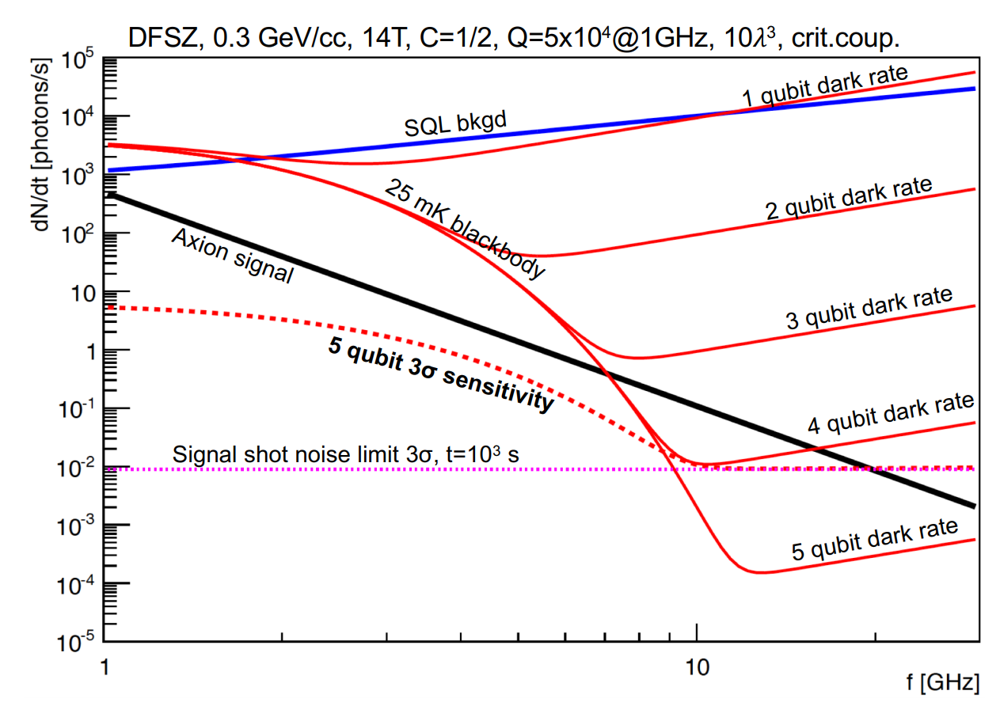 DFSZ, 0.3 GeV/cc, 14T, C=1/2, Q=5x10⁴@1GHz, 10λ³, crit.coup.
dN/dt [photons/s]
10⁵
10⁴
10³
10²
10
1
10⁻¹
10⁻²
10⁻³
10⁻⁴
10⁻⁵
1 qubit dark rate
SQL bkgd
2 qubit dark rate
25 mK blackbody
Axion signal
3 qubit dark rate
5 qubit 3σ sensitivity
4 qubit dark rate
Signal shot noise limit 3σ, t=10³ s
5 qubit dark rate
1
10
f [GHz]